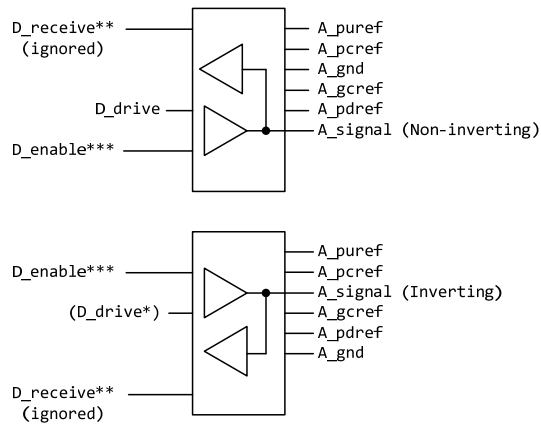 D_receive**
(ignored)
D_drive
D_enable***
A_puref
A_pcref
A_gnd
A_gcref
A_pdref
A_signal (Non-inverting)
D_enable***
(D_drive*)
D_receive**
(ignored)
A_puref
A_pcref
A_signal (Inverting)
A_gcref
A_pdref
A_gnd